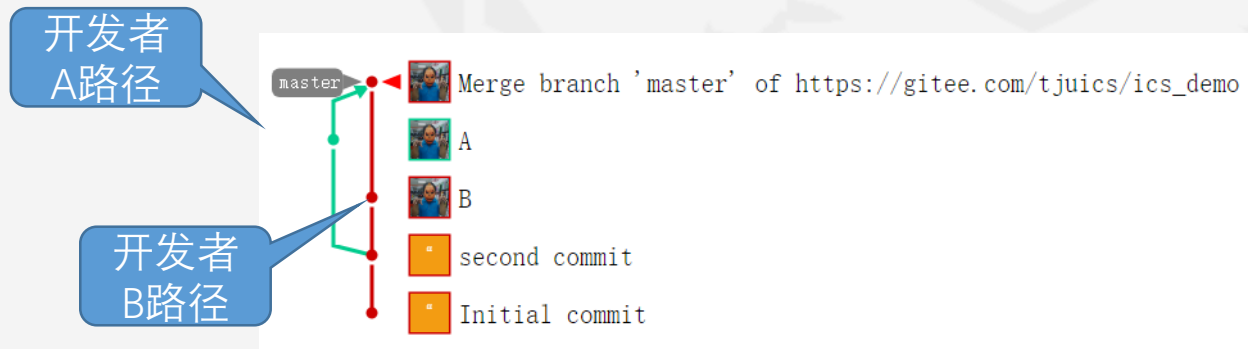 开发者
A路径
master
Merge branch 'master' of https://gitee.com/tjuics/ics_demo
A
B
开发者
B路径
second commit
Initial commit